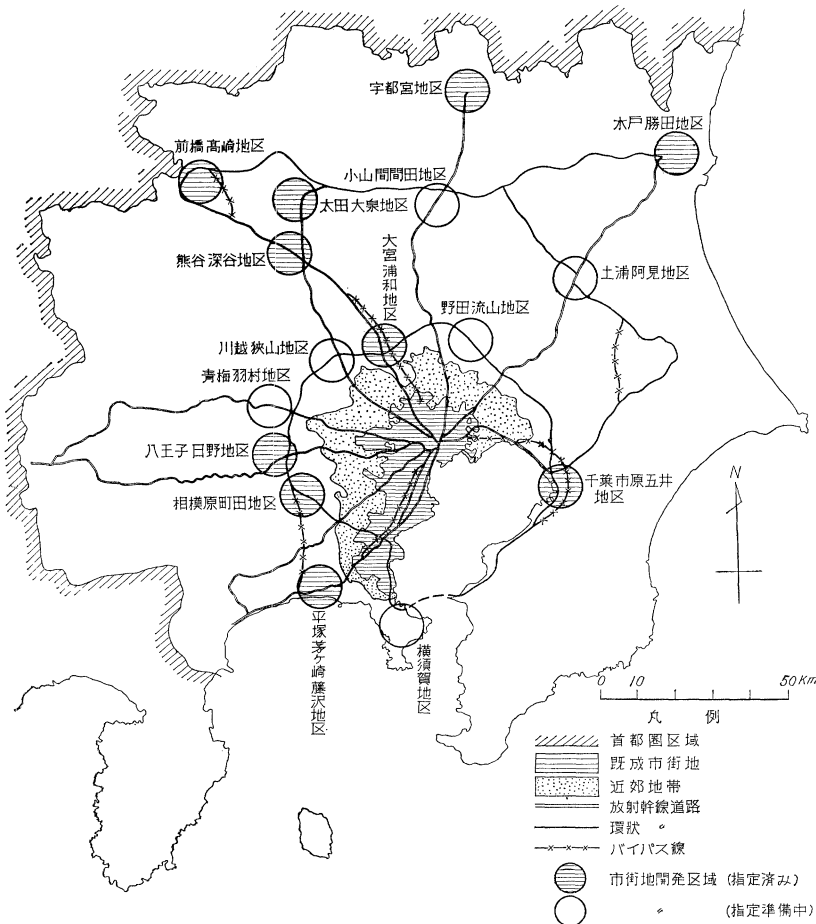 宇都宮地区
水戸勝田地区
前橋高崎地区
小山間間田地区
太田大泉地区
大宮浦和地区
熊谷深谷地区
土浦阿見地区
野田流山地区
川越狭山地区
青梅羽村地区
八王子日野地区
千葉市原五井
地区
相模原町田地区
N
平塚茅ヶ崎藤沢地区
横須賀地区
0 10 50Km
凡例
首都圏区域
既成市街地
近郊地帯
放射幹線道路
環状 〃
バイパス線
市街地開発区域 (指定済み)
〃 (指定準備中)